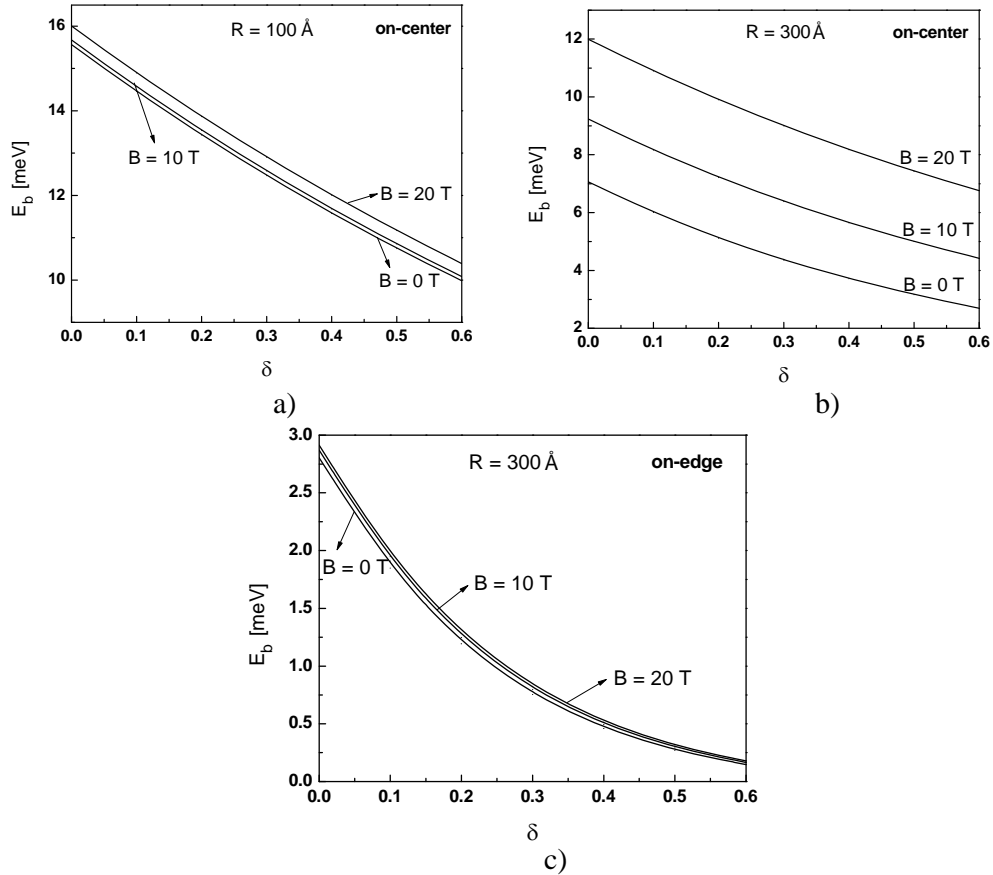 R = 100 Å on-center
16
14
12
10
E_b [meV]
B = 10 T
B = 20 T
B = 0 T
0.0 0.1 0.2 0.3 0.4 0.5 0.6
δ
a)
R = 300 Å on-center
12
10
8
6
4
2
E_b [meV]
B = 20 T
B = 10 T
B = 0 T
0.0 0.1 0.2 0.3 0.4 0.5 0.6
δ
b)
R = 300 Å on-edge
3.0
2.5
2.0
1.5
1.0
0.5
0.0
E_b [meV]
B = 0 T
B = 10 T
B = 20 T
0.0 0.1 0.2 0.3 0.4 0.5 0.6
δ
c)